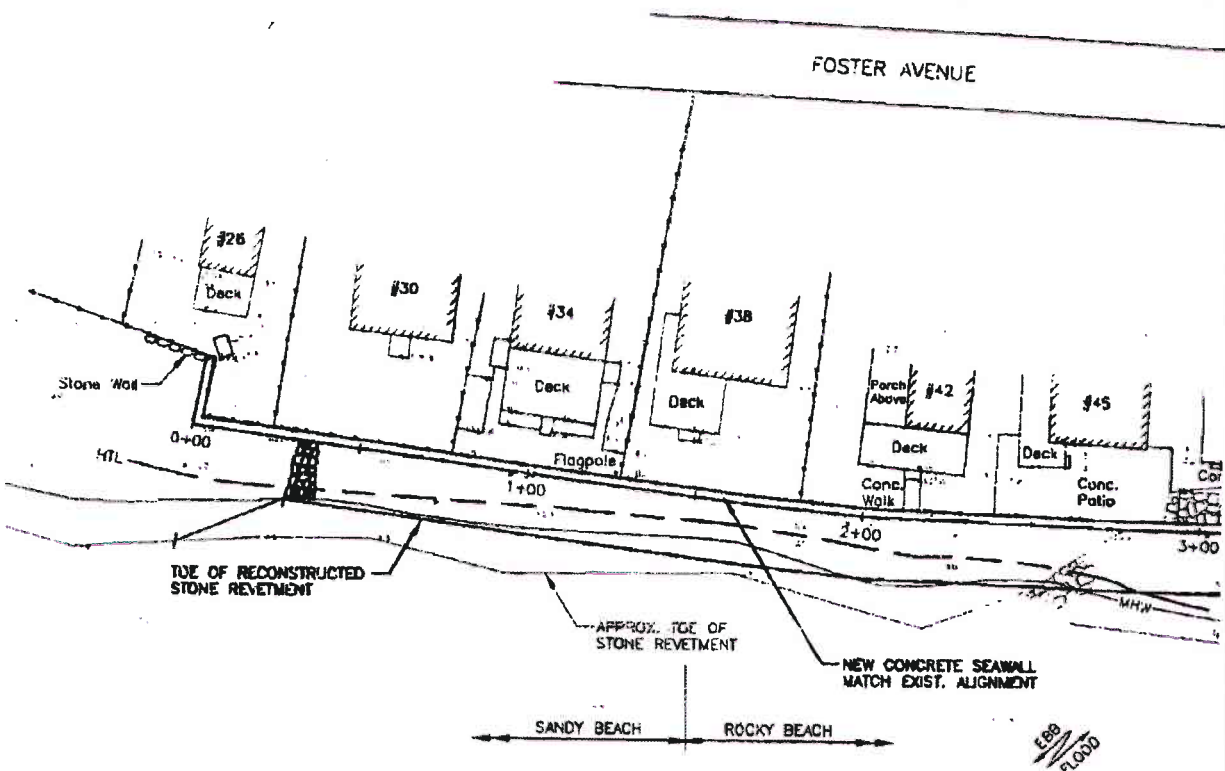 FOSTER AVENUE
#26
Deck
#30
#34
Deck
#38
Deck
Porch
Above
#42
Deck
#45
Deck
Stone Wall
0+00
HTL
Flagpole
1+00
Conc.
Walk
2+00
Conc.
Patio
3+00
TOE OF RECONSTRUCTED
STONE REVETMENT
MHW
APPROX. TOE OF
STONE REVETMENT
NEW CONCRETE SEAWALL
MATCH EXIST. ALIGNMENT
SANDY BEACH
ROCKY BEACH
EBB
FLOOD